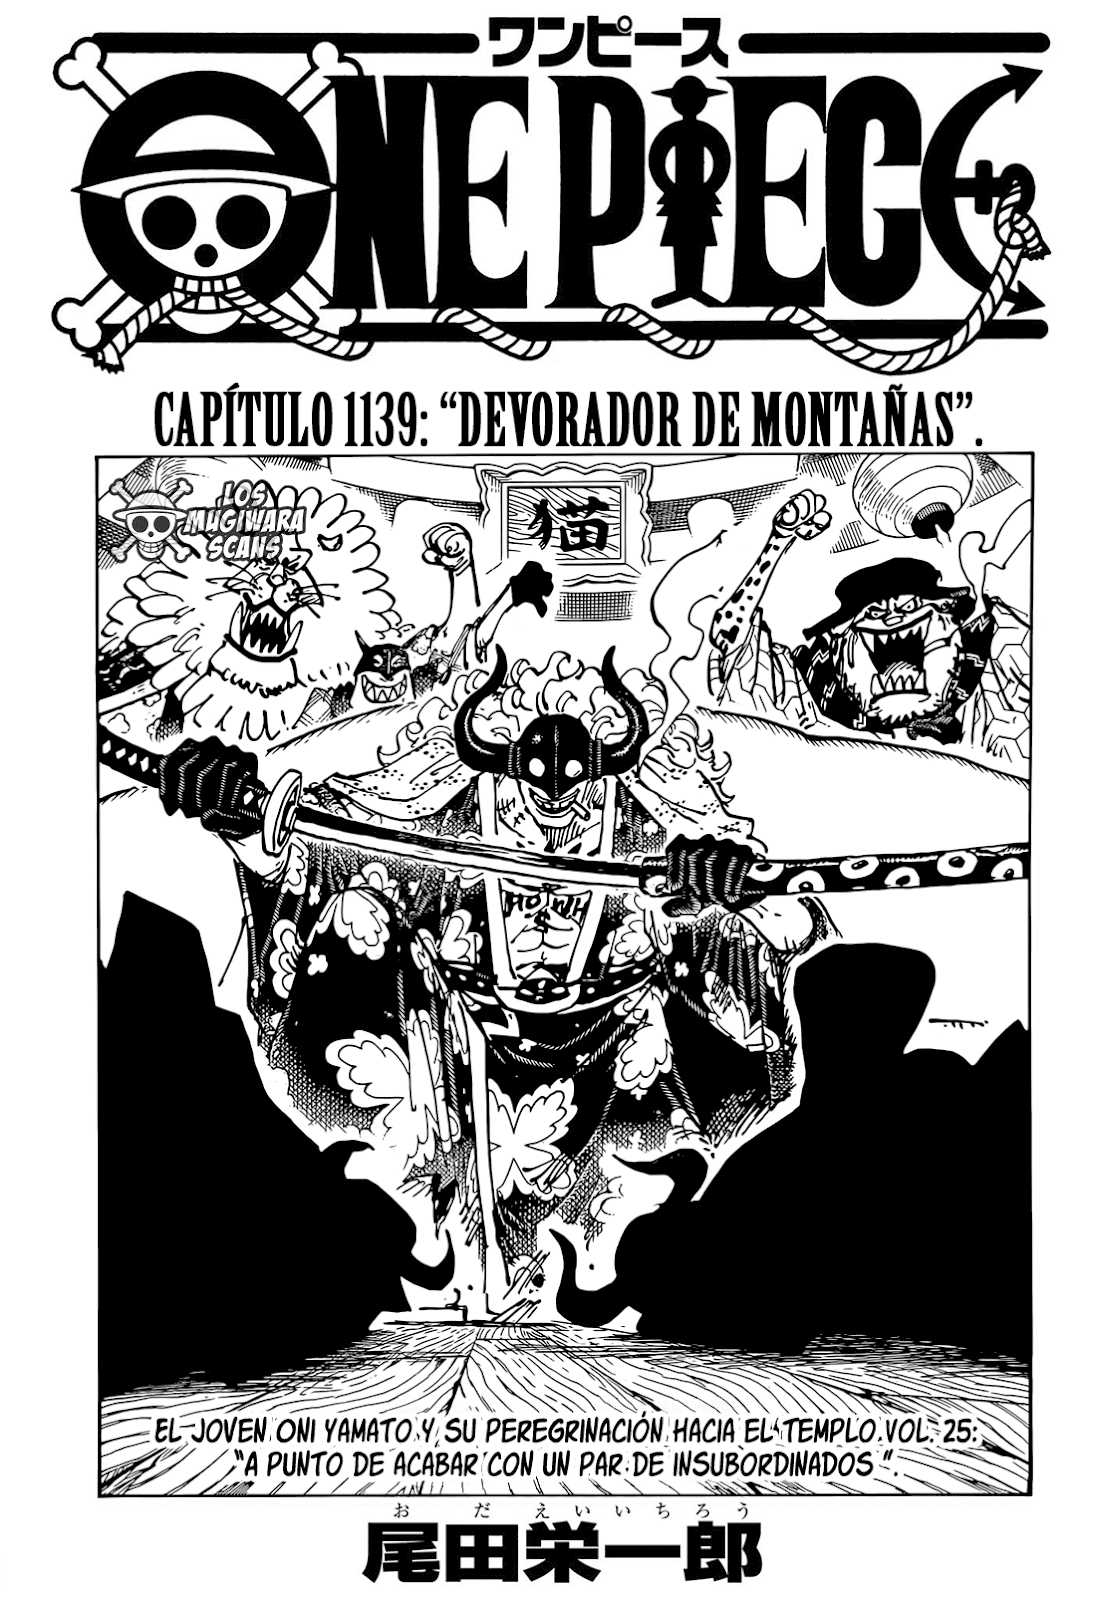 ワンピース
ONE PIECE
CAPÍTULO 1139: “DEVORADOR DE MONTAÑAS”.
LOS
MUGIWARA
SCANS
猫
HO WH
$
EL JOVEN ONI YAMATO Y SU PEREGRINACIÓN HACIA EL TEMPLO VOL. 25:
“A PUNTO DE ACABAR CON UN PAR DE INSUBORDINADOS ”.
おだえいいちろう
尾田栄一郎